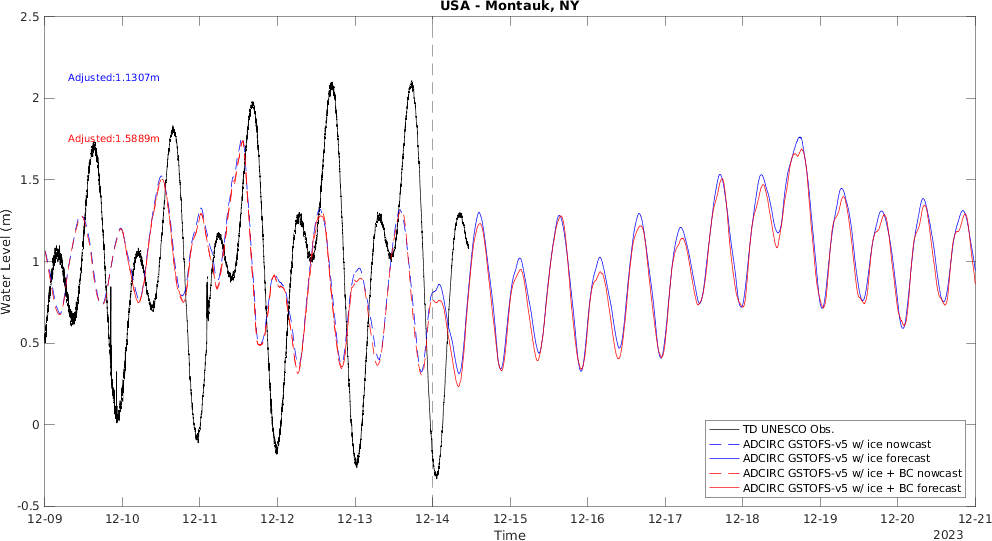 USA - Montauk, NY
Adjusted:1.1307m
Adjusted:1.5889m
Water Level (m)
2.5
2
1.5
1
0.5
0
-0.5
12-09 12-10 12-11 12-12 12-13 12-14 12-15 12-16 12-17 12-18 12-19 12-20 12-21
Time
2023
TD UNESCO Obs.
ADCIRC GSTOFS-v5 w/ ice nowcast
ADCIRC GSTOFS-v5 w/ ice forecast
ADCIRC GSTOFS-v5 w/ ice + BC nowcast
ADCIRC GSTOFS-v5 w/ ice + BC forecast